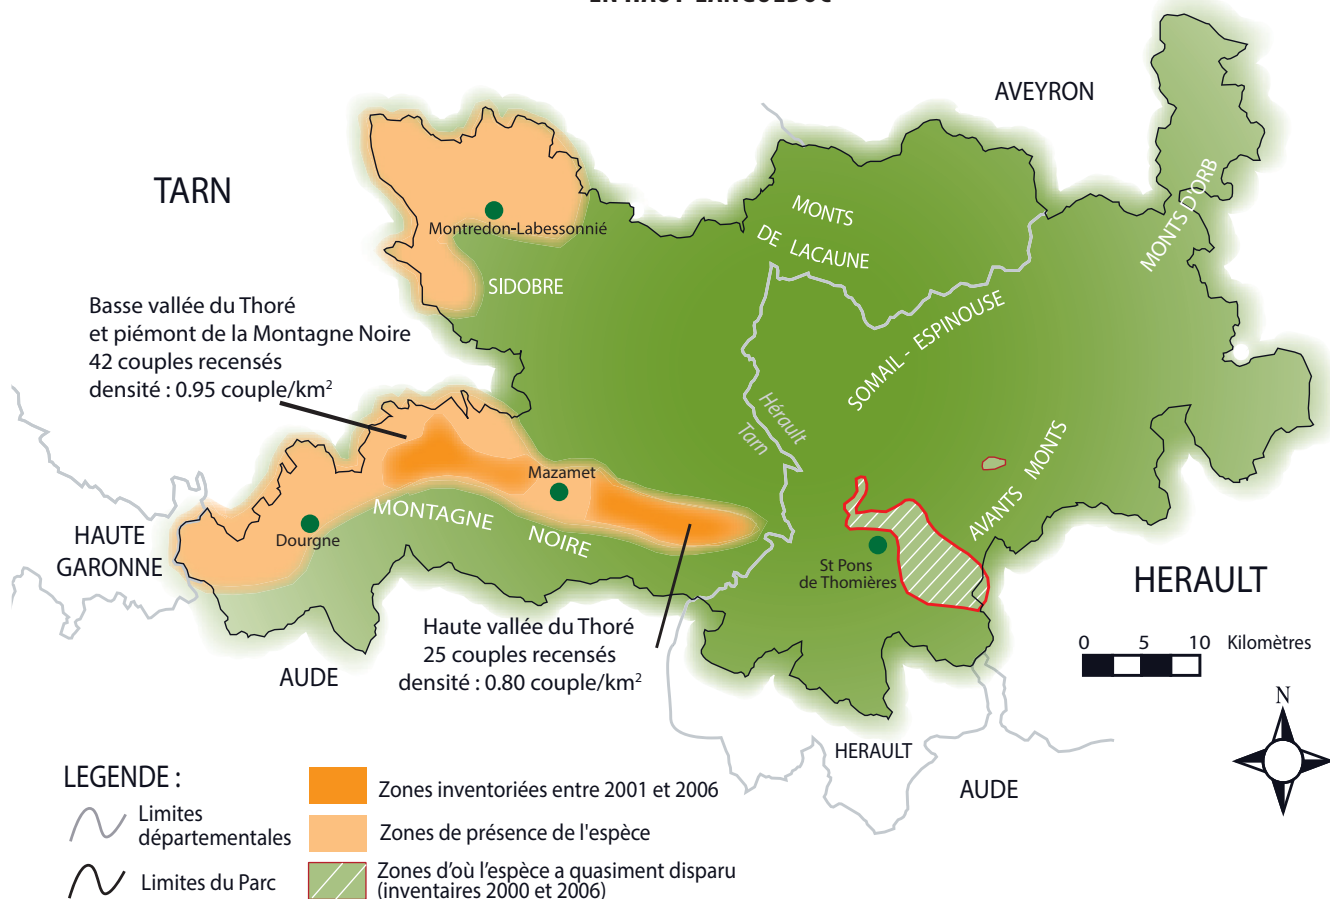 EN HAUT LANGUEDOC
AVEYRON
TARN
MONTS
DE LACAUNE
MONTS D'ORB
Montredon-Labessonnié
SIDOBRE
Basse vallée du Thoré
et piémont de la Montagne Noire
42 couples recensés
densité : 0.95 couple/km²
SOMAIL - ESPINOUSE
Hérault
Tarn
AVANTS MONTS
Mazamet
MONTAGNE NOIRE
Dourgne
HAUTE
GARONNE
St Pons
de Thomières
HERAULT
Haute vallée du Thoré
25 couples recensés
densité : 0.80 couple/km²
0 5 10 Kilomètres
AUDE
N
HERAULT
AUDE
LEGENDE :
Limites
départementales
Limites du Parc
Zones inventoriées entre 2001 et 2006
Zones de présence de l'espèce
Zones d'où l'espèce a quasiment disparu
(inventaires 2000 et 2006)